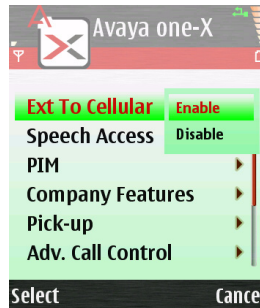 Avaya one-X
Ext To Cellular Enable
Speech Access Disable
PIM
Company Features
Pick-up
Adv. Call Control
Select Cance